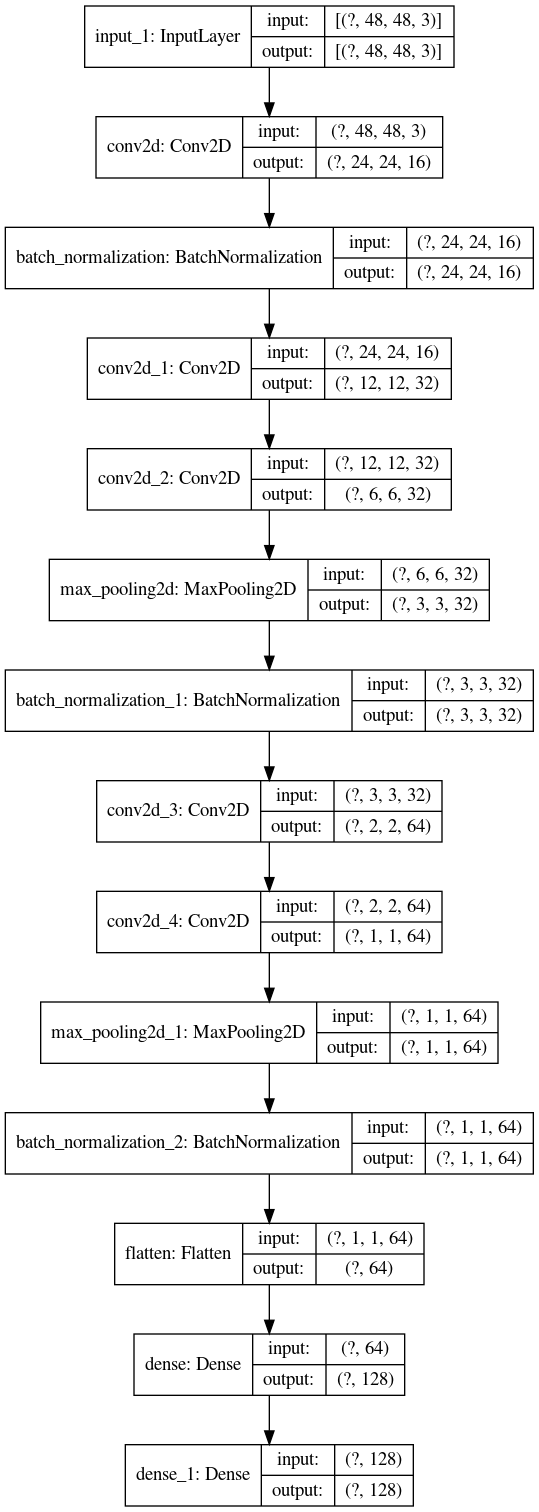 input_1: InputLayer
input: [(?, 48, 48, 3)]
output: [(?, 48, 48, 3)]
conv2d: Conv2D
input: (?, 48, 48, 3)
output: (?, 24, 24, 16)
batch_normalization: BatchNormalization
input: (?, 24, 24, 16)
output: (?, 24, 24, 16)
conv2d_1: Conv2D
input: (?, 24, 24, 16)
output: (?, 12, 12, 32)
conv2d_2: Conv2D
input: (?, 12, 12, 32)
output: (?, 6, 6, 32)
max_pooling2d: MaxPooling2D
input: (?, 6, 6, 32)
output: (?, 3, 3, 32)
batch_normalization_1: BatchNormalization
input: (?, 3, 3, 32)
output: (?, 3, 3, 32)
conv2d_3: Conv2D
input: (?, 3, 3, 32)
output: (?, 2, 2, 64)
conv2d_4: Conv2D
input: (?, 2, 2, 64)
output: (?, 1, 1, 64)
max_pooling2d_1: MaxPooling2D
input: (?, 1, 1, 64)
output: (?, 1, 1, 64)
batch_normalization_2: BatchNormalization
input: (?, 1, 1, 64)
output: (?, 1, 1, 64)
flatten: Flatten
input: (?, 1, 1, 64)
output: (?, 64)
dense: Dense
input: (?, 64)
output: (?, 128)
dense_1: Dense
input: (?, 128)
output: (?, 128)